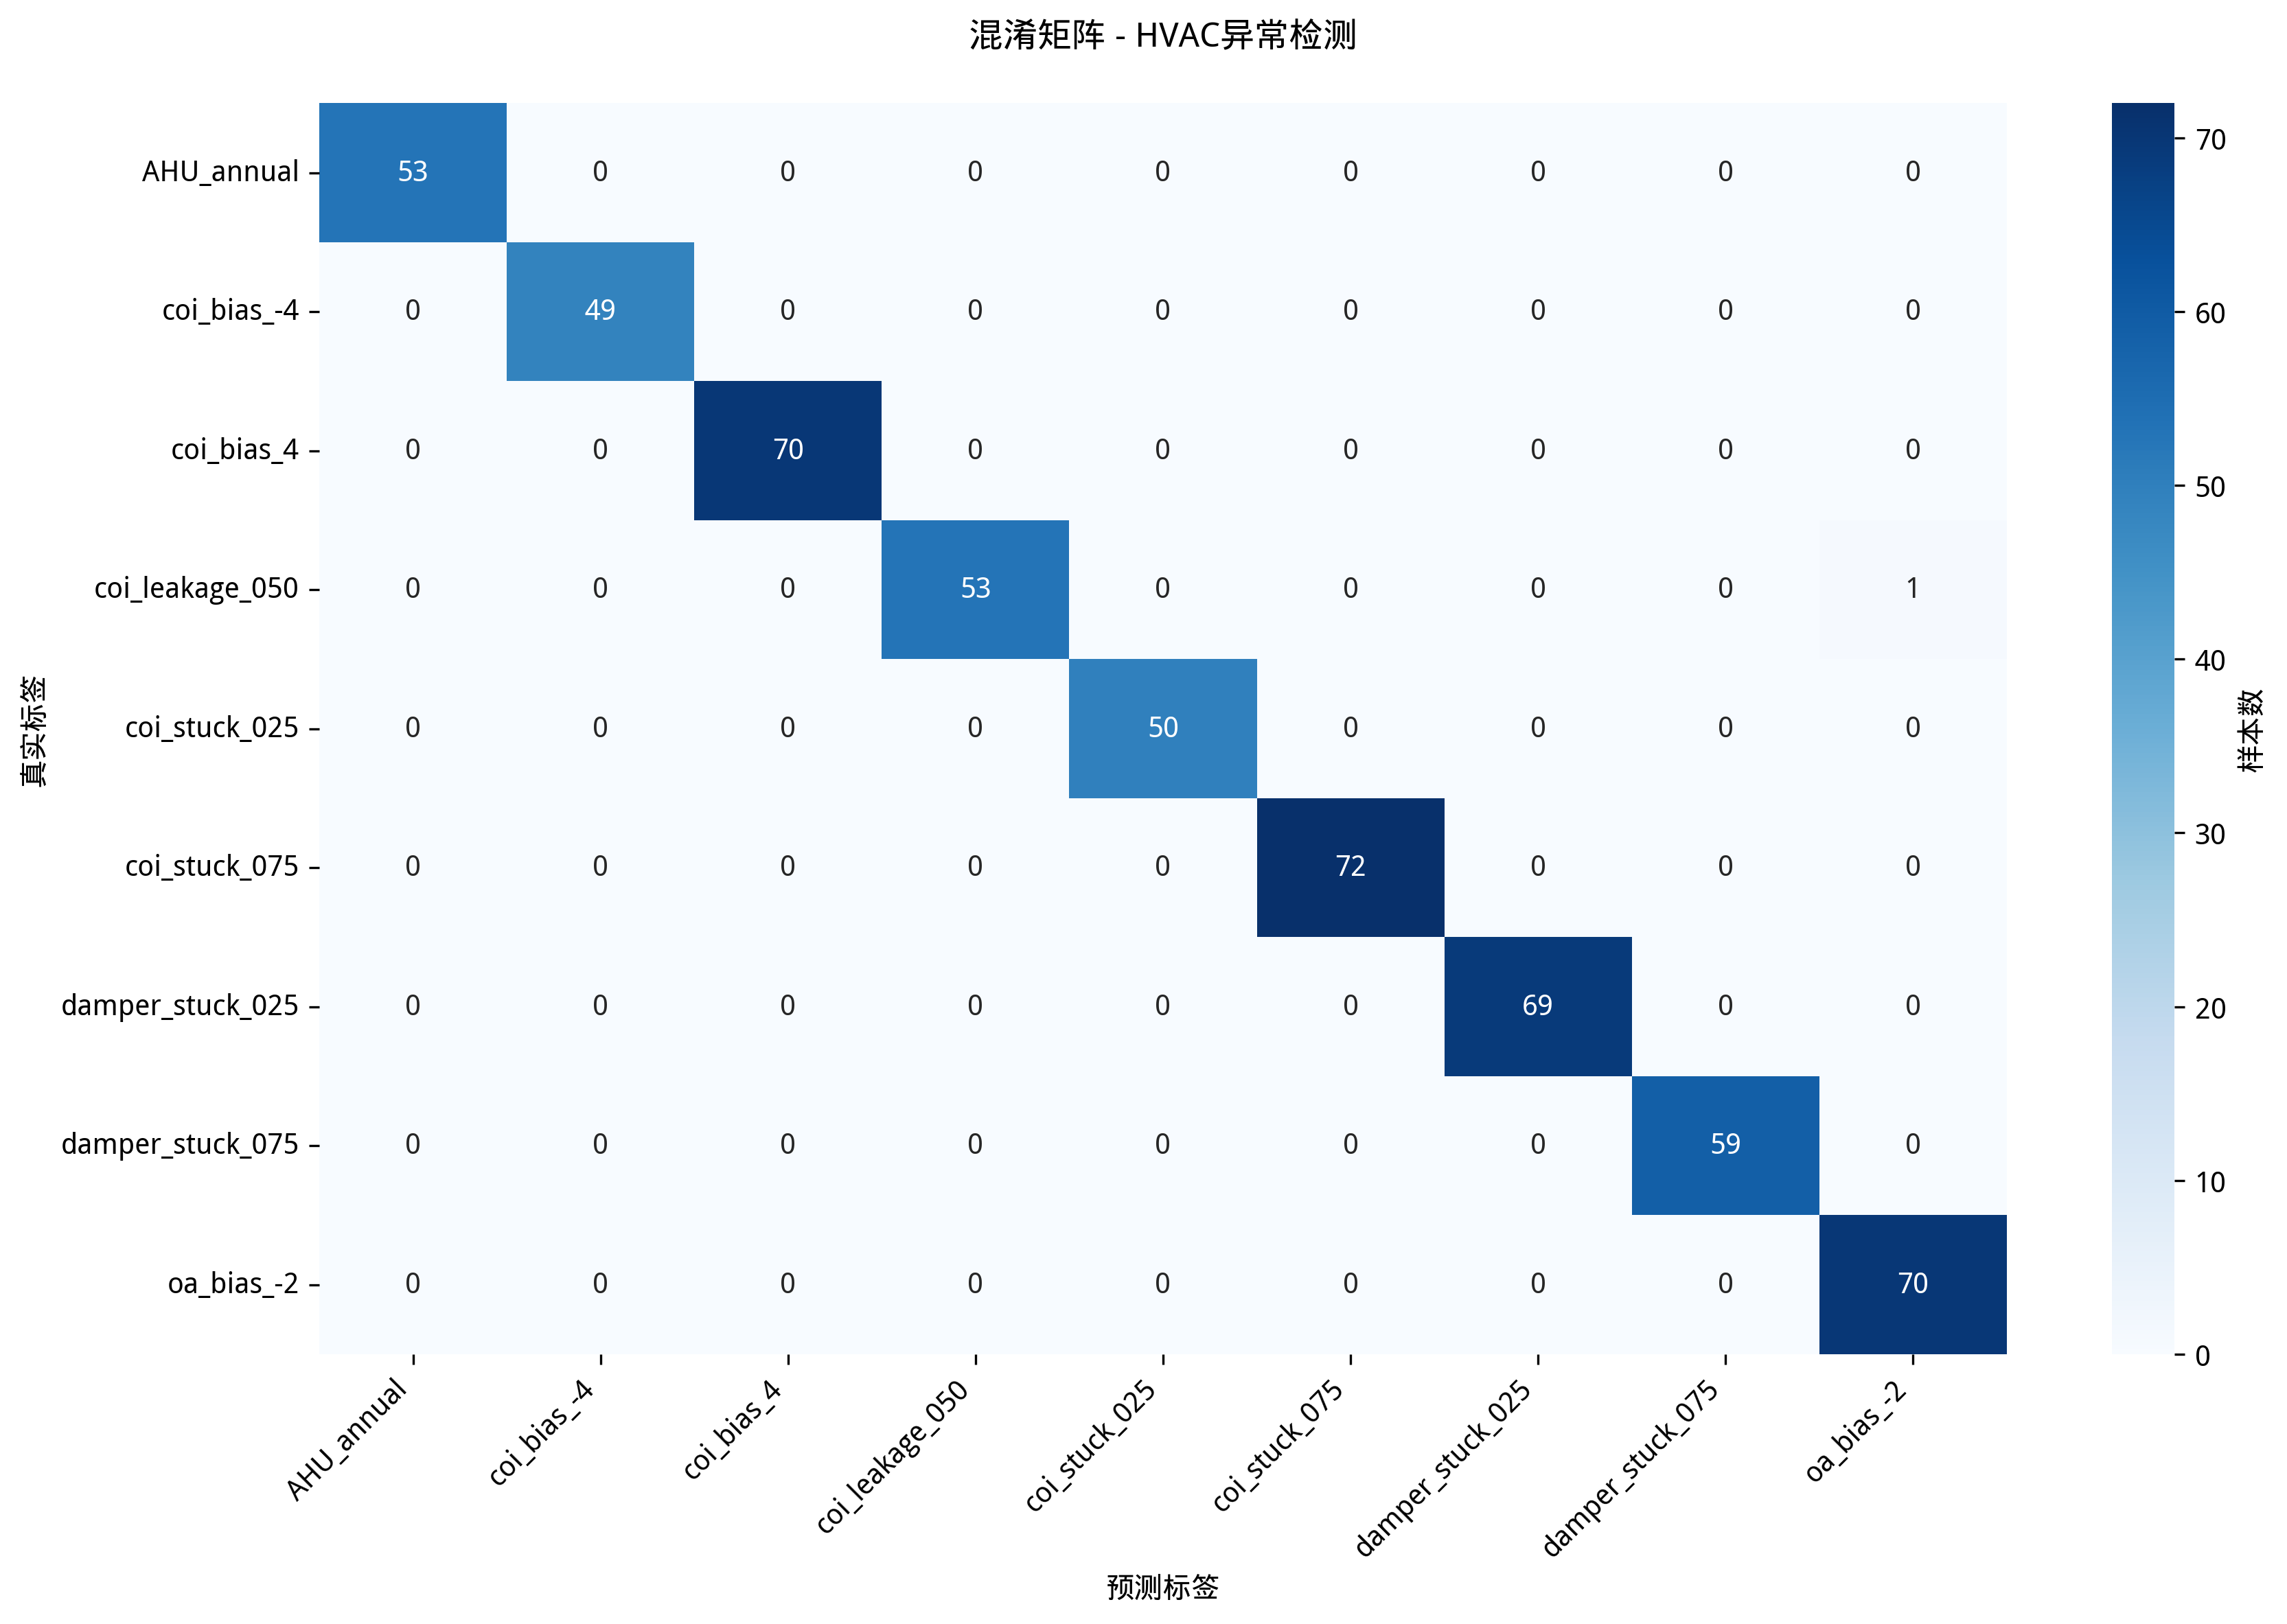 混淆矩阵 - HVAC异常检测
真实标签
AHU_annual 53 0 0 0 0 0 0 0 0
coi_bias_-4 0 49 0 0 0 0 0 0 0
coi_bias_4 0 0 70 0 0 0 0 0 0
coi_leakage_050 0 0 0 53 0 0 0 0 1
coi_stuck_025 0 0 0 0 50 0 0 0 0
coi_stuck_075 0 0 0 0 0 72 0 0 0
damper_stuck_025 0 0 0 0 0 0 69 0 0
damper_stuck_075 0 0 0 0 0 0 0 59 0
oa_bias_-2 0 0 0 0 0 0 0 0 70
AHU_annual
coi_bias_-4
coi_bias_4
coi_leakage_050
coi_stuck_025
coi_stuck_075
damper_stuck_025
damper_stuck_075
oa_bias_-2
预测标签
70
60
50
40
30
20
10
0
样本数